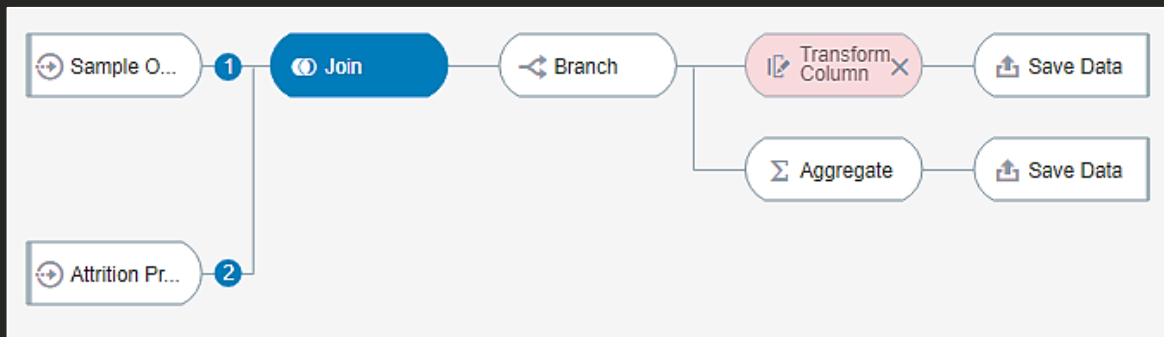 Sample O...
1
Join
Branch
Transform
Column
Save Data
Aggregate
Save Data
Attrition Pr...
2